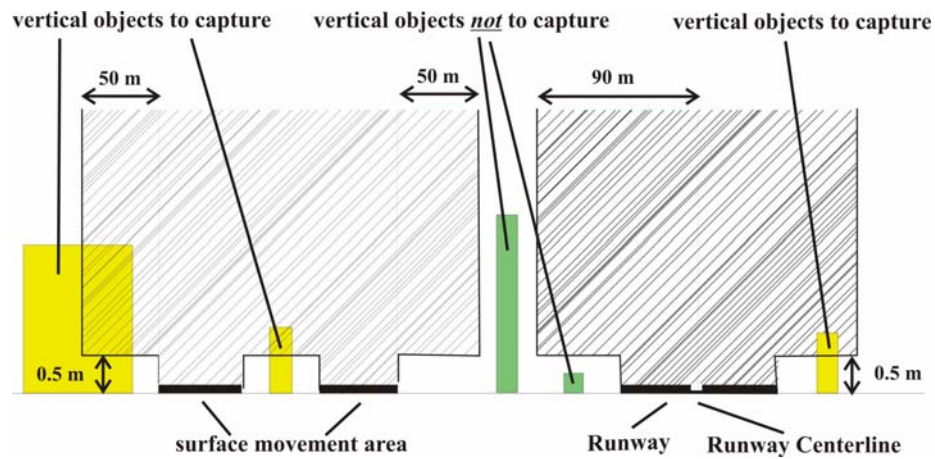 vertical objects to capture
vertical objects not to capture
vertical objects to capture
50 m
50 m
90 m
0.5 m
0.5 m
surface movement area
Runway
Runway Centerline